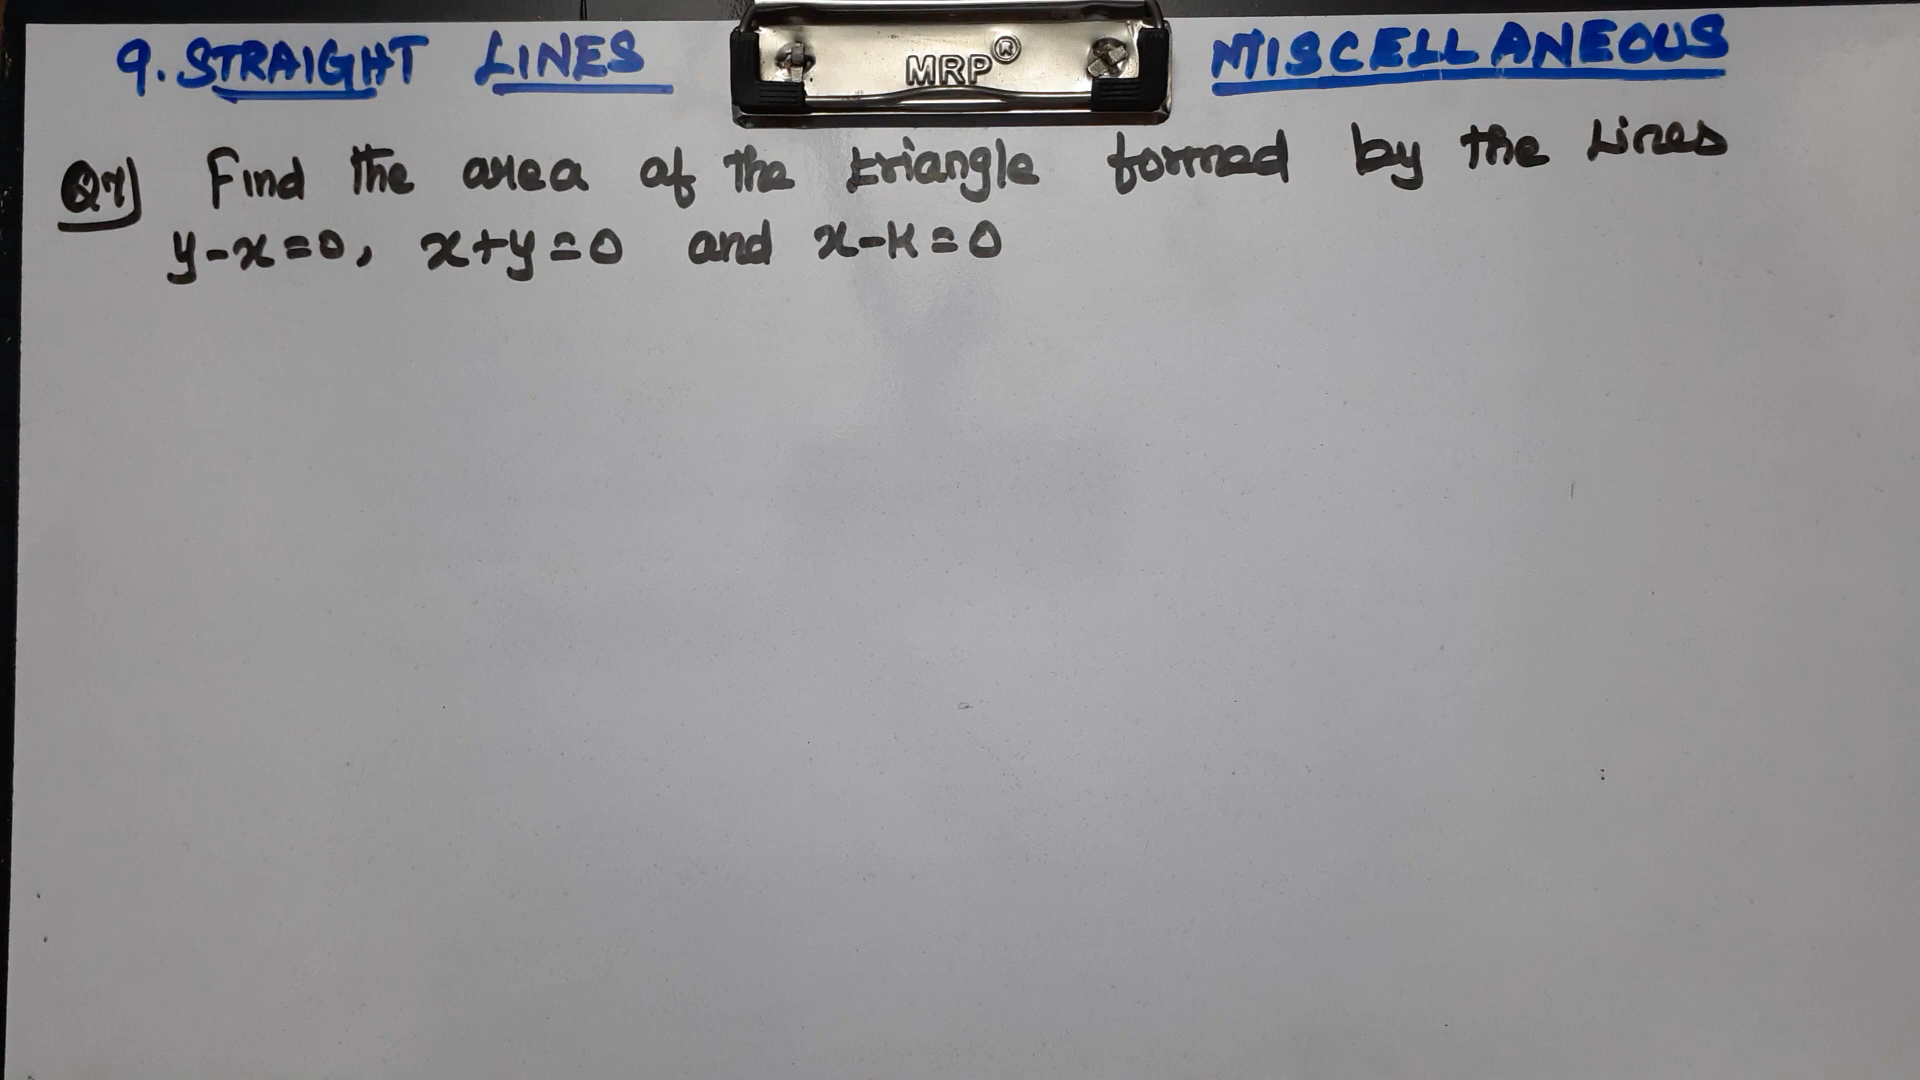 9. STRAIGHT LINES MRP® MISCELLANEOUS
Q7) Find the area of the triangle formed by the Lines
y-x=0, x+y=0 and x-k=0